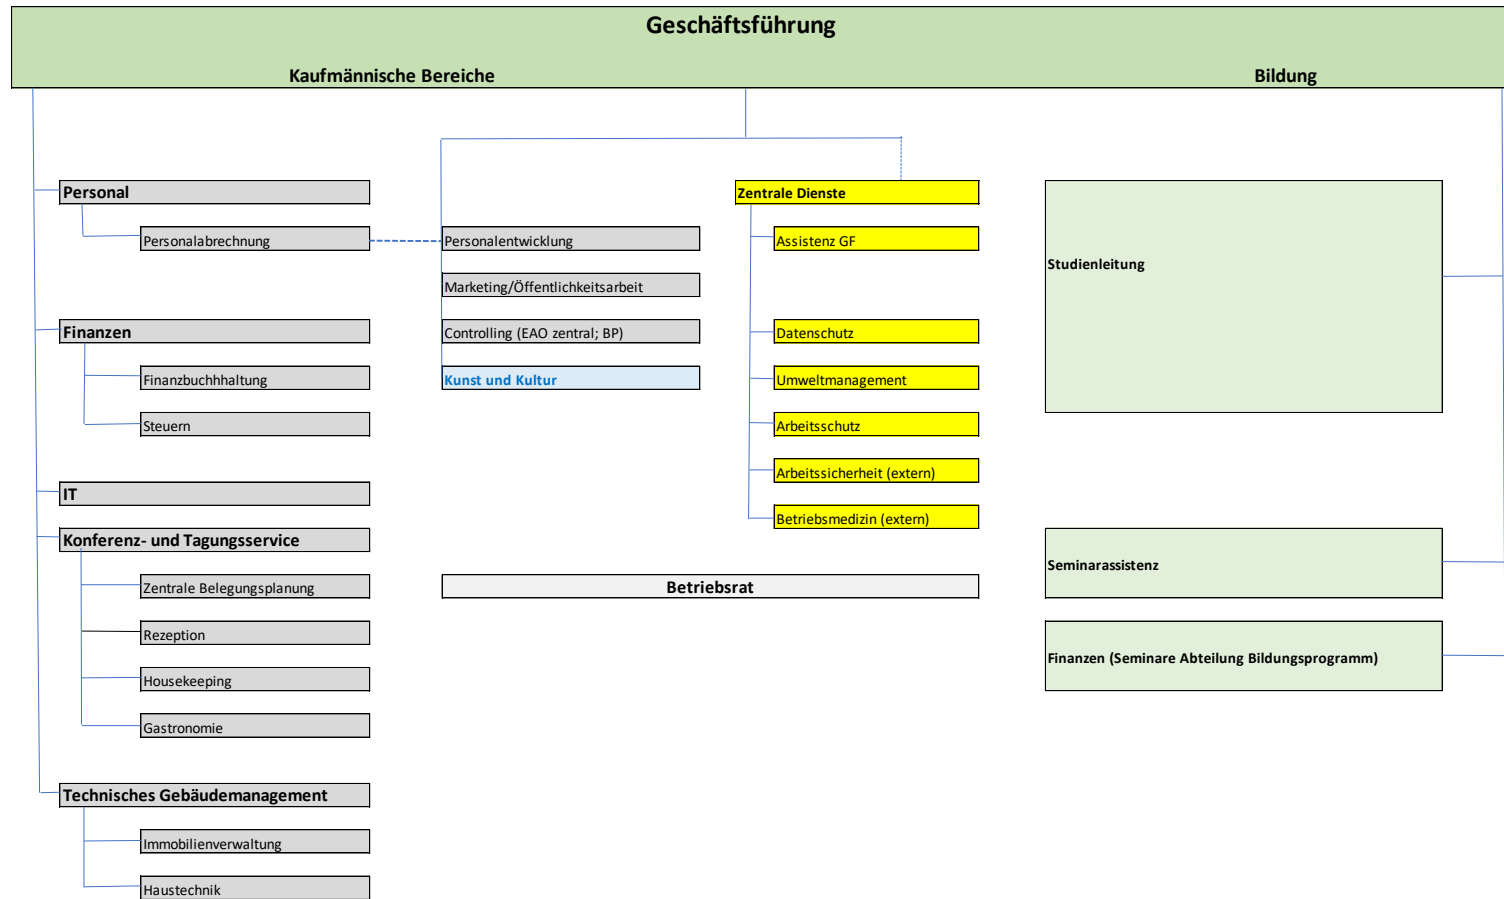 Geschäftsführung
Kaufmännische Bereiche
Bildung
Personal
Personalabrechnung
Finanzen
Finanzbuchhhaltung
Steuern
IT
Konferenz- und Tagungsservice
Zentrale Belegungsplanung
Rezeption
Housekeeping
Gastronomie
Technisches Gebäudemanagement
Immobilienverwaltung
Haustechnik
Personalentwicklung
Marketing/Öffentlichkeitsarbeit
Controlling (EAO zentral; BP)
Kunst und Kultur
Zentrale Dienste
Assistenz GF
Datenschutz
Umweltmanagement
Arbeitsschutz
Arbeitssicherheit (extern)
Betriebsmedizin (extern)
Betriebsrat
Studienleitung
Seminarassistenz
Finanzen (Seminare Abteilung Bildungsprogramm)